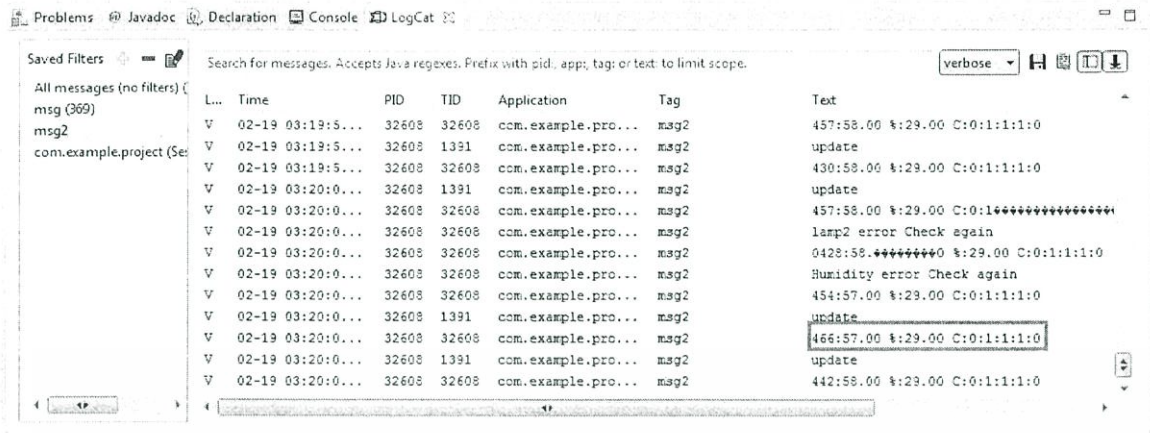 Problems @ Javadoc Declaration Console LogCat
Saved Filters
All messages (no filters) (
msg (369)
msg2
com.example.project (Ses
Search for messages. Accepts Java regexes. Prefix with pid:, app:, tag: or text: to limit scope.
verbose
L... Time PID TID Application Tag Text
V 02-19 03:19:5... 32608 32608 com.example.pro... msg2 457:58.00 %:29.00 C:0:1:1:1:0
V 02-19 03:19:5... 32608 1391 com.example.pro... msg2 update
V 02-19 03:19:5... 32608 32608 com.example.pro... msg2 430:58.00 %:29.00 C:0:1:1:1:0
V 02-19 03:20:0... 32608 1391 com.example.pro... msg2 update
V 02-19 03:20:0... 32608 32608 com.example.pro... msg2 457:58.00 %:29.00 C:0:1����������������
V 02-19 03:20:0... 32608 32608 com.example.pro... msg2 lamp2 error Check again
V 02-19 03:20:0... 32608 32608 com.example.pro... msg2 0428:58.��������0 %:29.00 C:0:1:1:1:0
V 02-19 03:20:0... 32608 32608 com.example.pro... msg2 Humidity error Check again
V 02-19 03:20:0... 32608 32608 com.example.pro... msg2 454:57.00 %:29.00 C:0:1:1:1:0
V 02-19 03:20:0... 32608 1391 com.example.pro... msg2 update
V 02-19 03:20:0... 32608 32608 com.example.pro... msg2 466:57.00 %:29.00 C:0:1:1:1:0
V 02-19 03:20:0... 32608 1391 com.example.pro... msg2 update
V 02-19 03:20:0... 32608 32608 com.example.pro... msg2 442:58.00 %:29.00 C:0:1:1:1:0